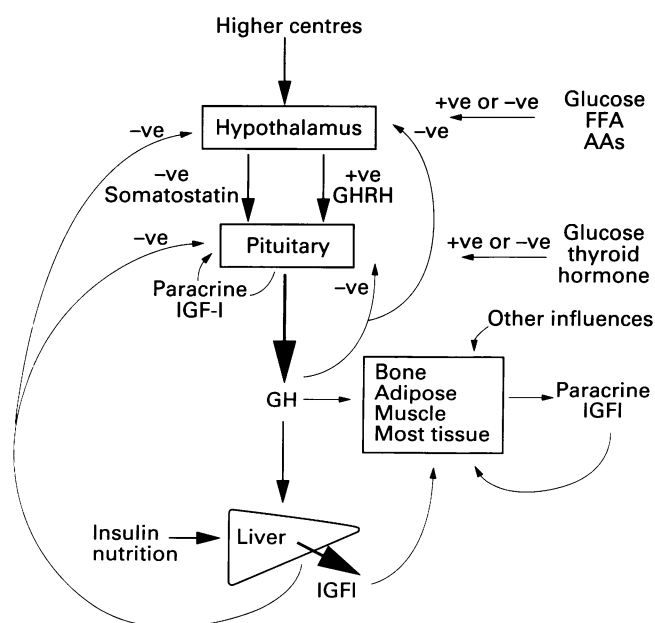 Higher centres
–ve
Hypothalamus
–ve
+ve or –ve
Glucose
FFA
AAs
–ve
Somatostatin
+ve
GHRH
–ve
Pituitary
+ve or –ve
Glucose
thyroid
hormone
Paracrine
IGF-I
–ve
Other influences
GH
Bone
Adipose
Muscle
Most tissue
Paracrine
IGFI
Insulin
nutrition
Liver
IGFI